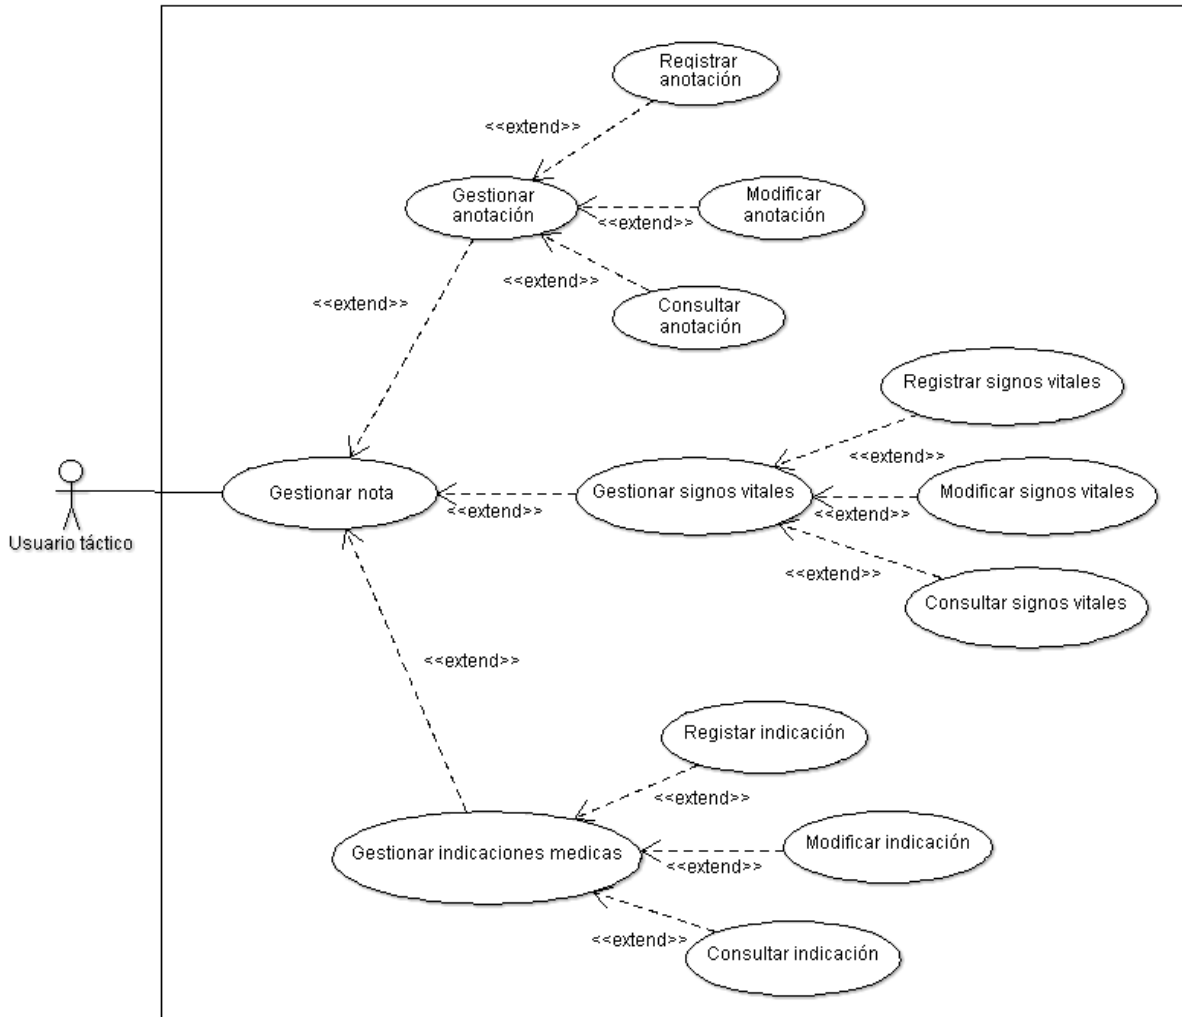 Registrar
anotación
<<extend>>
Gestionar
anotación
Modificar
anotación
<<extend>>
<<extend>>
<<extend>>
Consultar
anotación
Registrar signos vitales
<<extend>>
Gestionar nota
Gestionar signos vitales
Modificar signos vitales
<<extend>>
<<extend>>
Usuario táctico
<<extend>>
Consultar signos vitales
<<extend>>
Registar indicación
<<extend>>
Gestionar indicaciones medicas
Modificar indicación
<<extend>>
<<extend>>
Consultar indicación